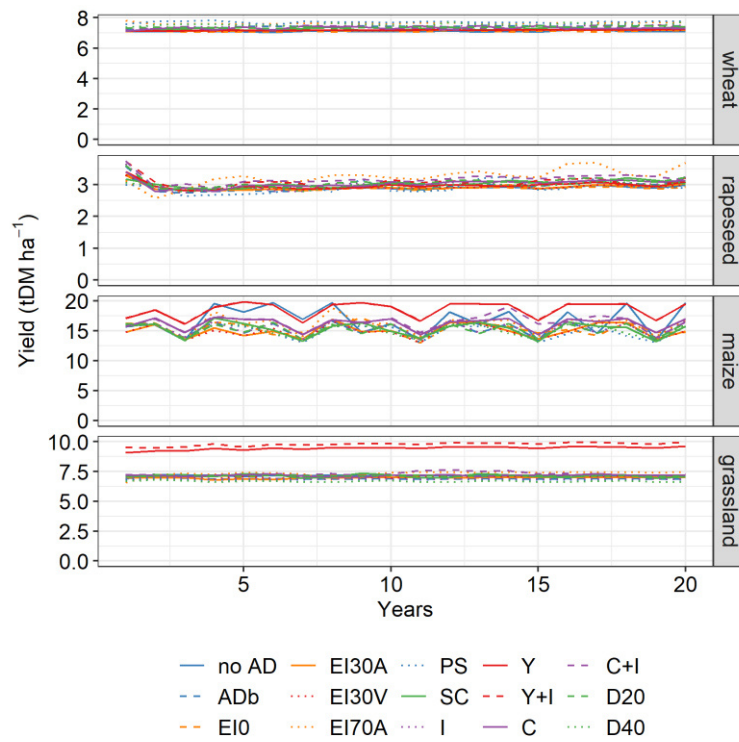 8
6
4
2
0
wheat
3
2
1
0
rapeseed
Yield (tDM ha⁻¹)
20
15
10
5
0
maize
10.0
7.5
5.0
2.5
0.0
grassland
5 10 15 20
Years
no AD EI30A PS Y C+I
ADb EI30V SC Y+I D20
EI0 EI70A I C D40